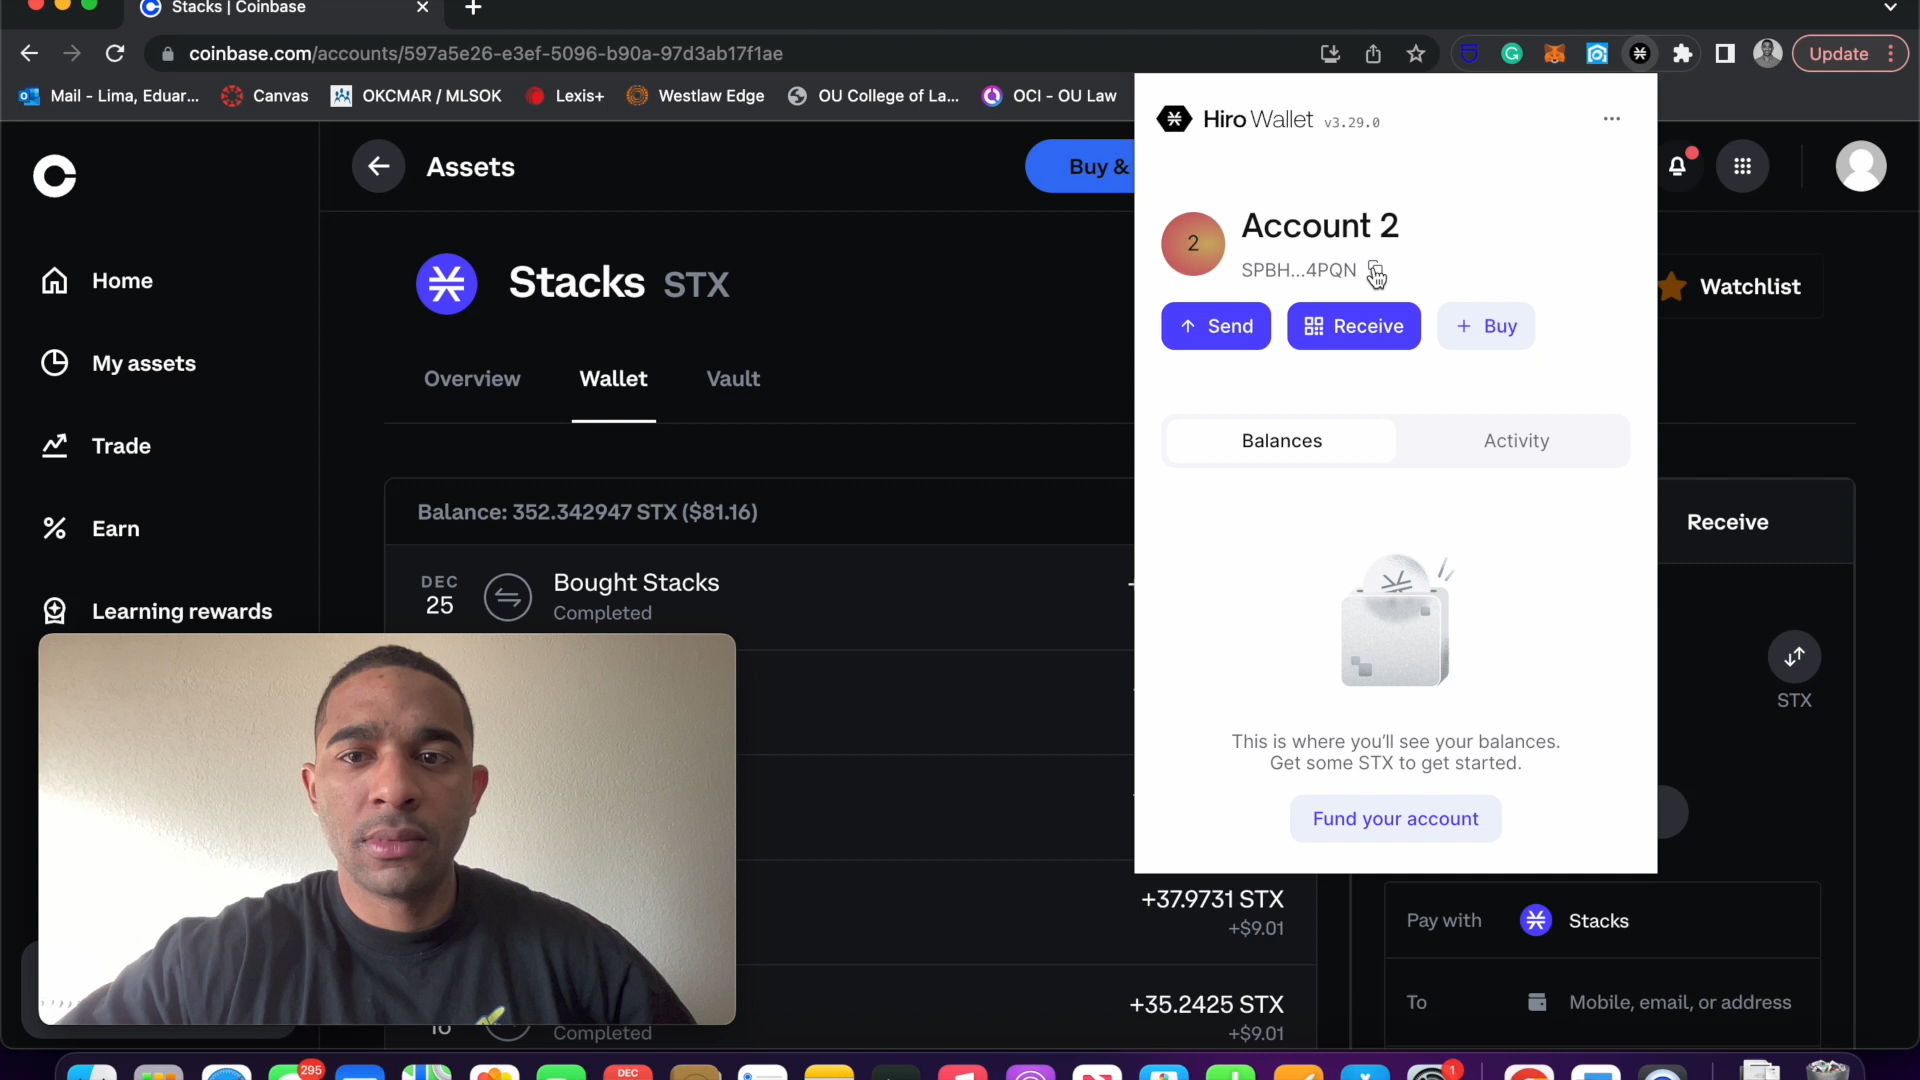 Stacks | Coinbase
coinbase.com/accounts/597a5e26-e3ef-5096-b90a-97d3ab17f1ae
Update
Mail - Lima, Eduar...
Canvas
OKCMAR / MLSOK
Lexis+
Westlaw Edge
OU College of La...
OCI - OU Law
Hiro Wallet v3.29.0
Assets
Buy &
2
Account 2
SPBH...4PQN
Home
Stacks STX
Watchlist
Send
Receive
Buy
My assets
Overview
Wallet
Vault
Trade
Balances
Activity
Balance: 352.342947 STX ($81.16)
Receive
Earn
DEC
25
Bought Stacks
Completed
Learning rewards
STX
This is where you'll see your balances.
Get some STX to get started.
Fund your account
+37.9731 STX
+$9.01
Pay with
Stacks
+35.2425 STX
+$9.01
To
Mobile, email, or address
Completed
295
DEC
1